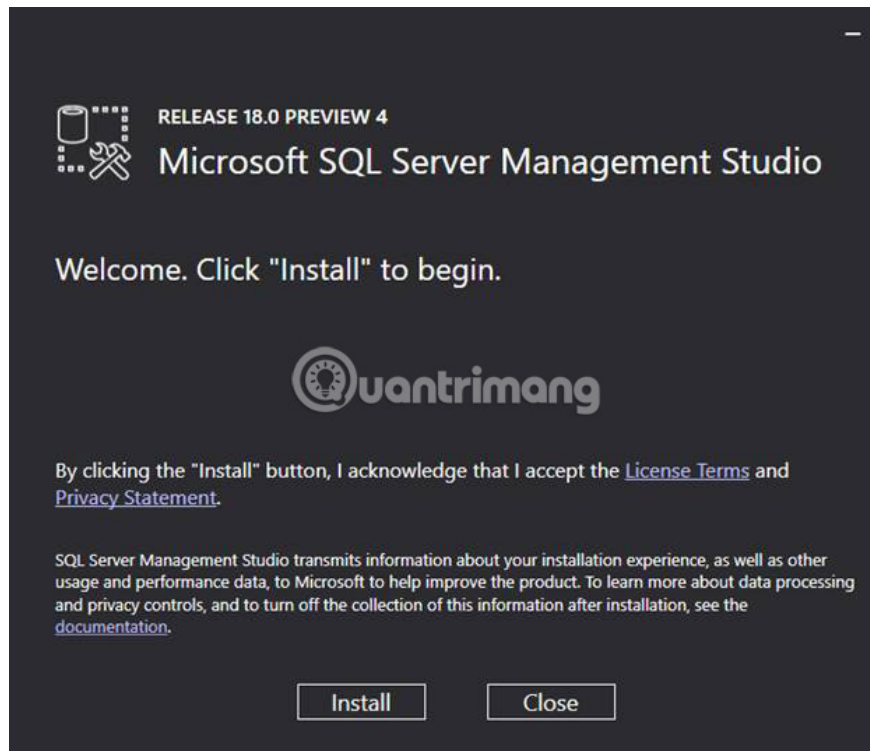 RELEASE 18.0 PREVIEW 4
Microsoft SQL Server Management Studio
Welcome. Click "Install" to begin.
Quantrimang
By clicking the "Install" button, I acknowledge that I accept the License Terms and
Privacy Statement.
SQL Server Management Studio transmits information about your installation experience, as well as other
usage and performance data, to Microsoft to help improve the product. To learn more about data processing
and privacy controls, and to turn off the collection of this information after installation, see the
documentation.
Install Close